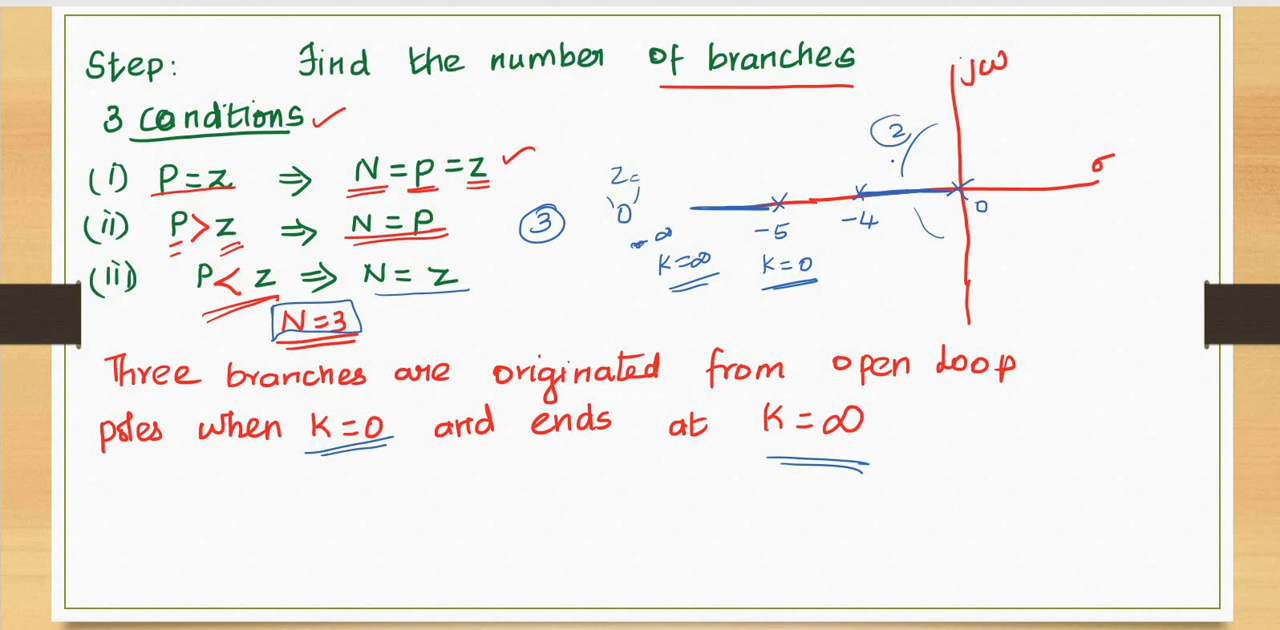 Step: Find the number of branches
3 conditions
(i) P=Z ⇒ N=P=Z
(ii) P>Z ⇒ N=P
(iii) P<Z ⇒ N=Z
N=3
Three branches are originated from open loop
poles when K=0 and ends at K=∞
jω
2
σ
Z=
0
3
-5
-4
0
-∞
K=∞
K=0